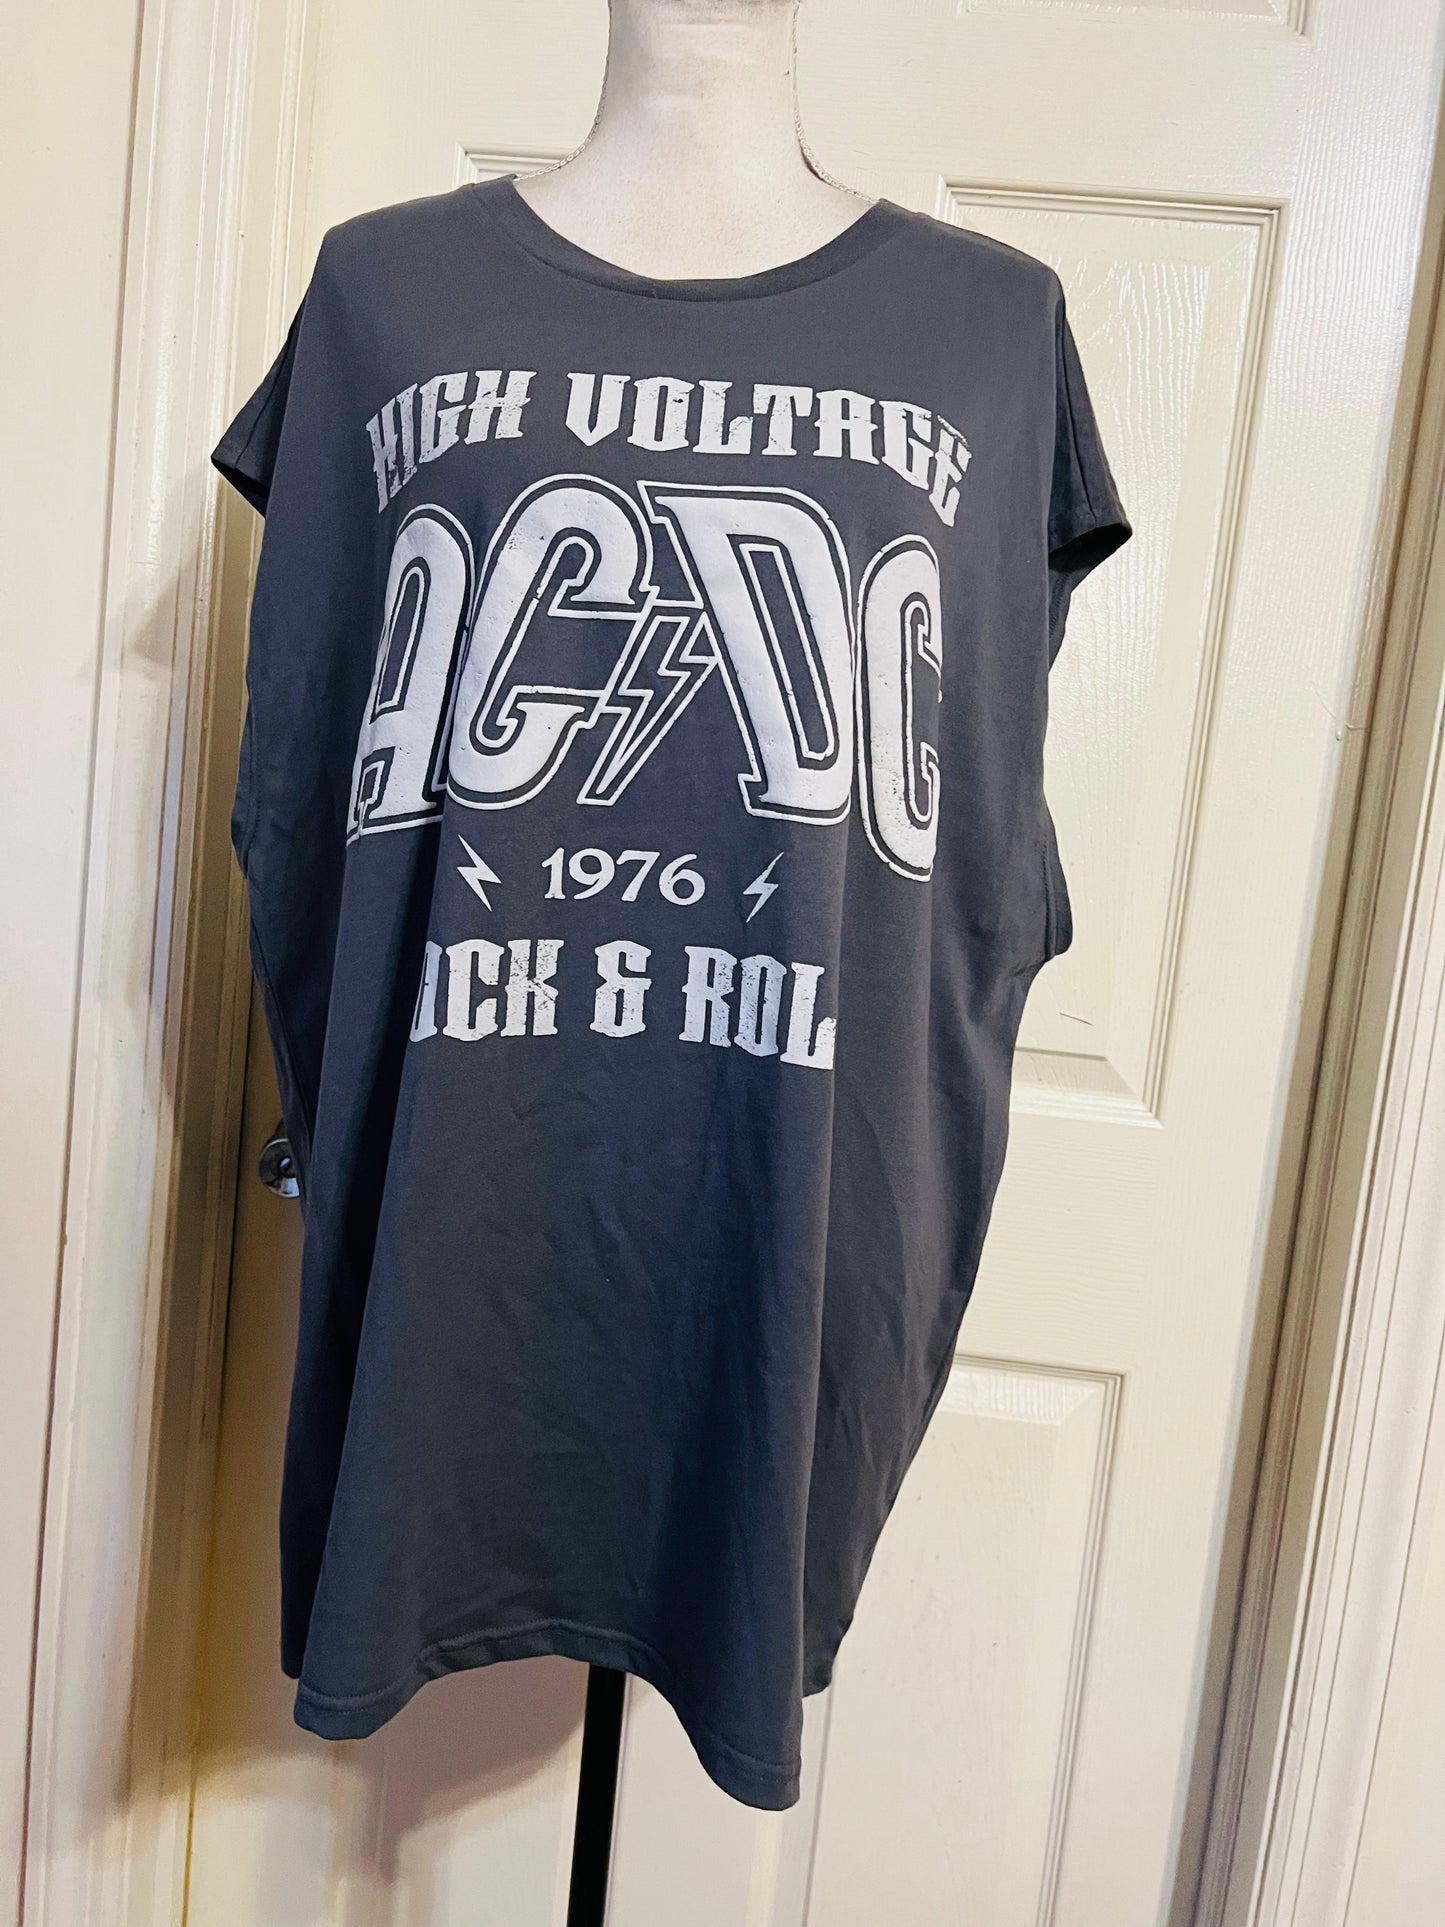 HIGH VOLTAGE
AC⚡DC
1976
OCK & ROL